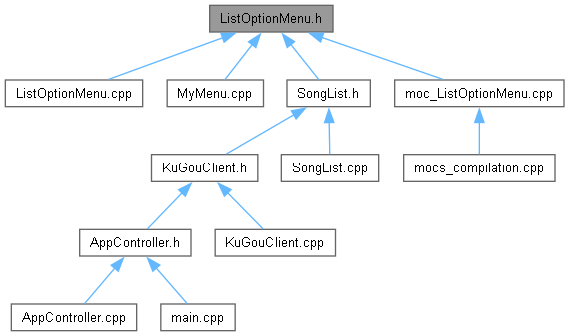 ListOptionMenu.h
ListOptionMenu.cpp
MyMenu.cpp
SongList.h
moc_ListOptionMenu.cpp
KuGouClient.h
SongList.cpp
mocs_compilation.cpp
AppController.h
KuGouClient.cpp
AppController.cpp
main.cpp